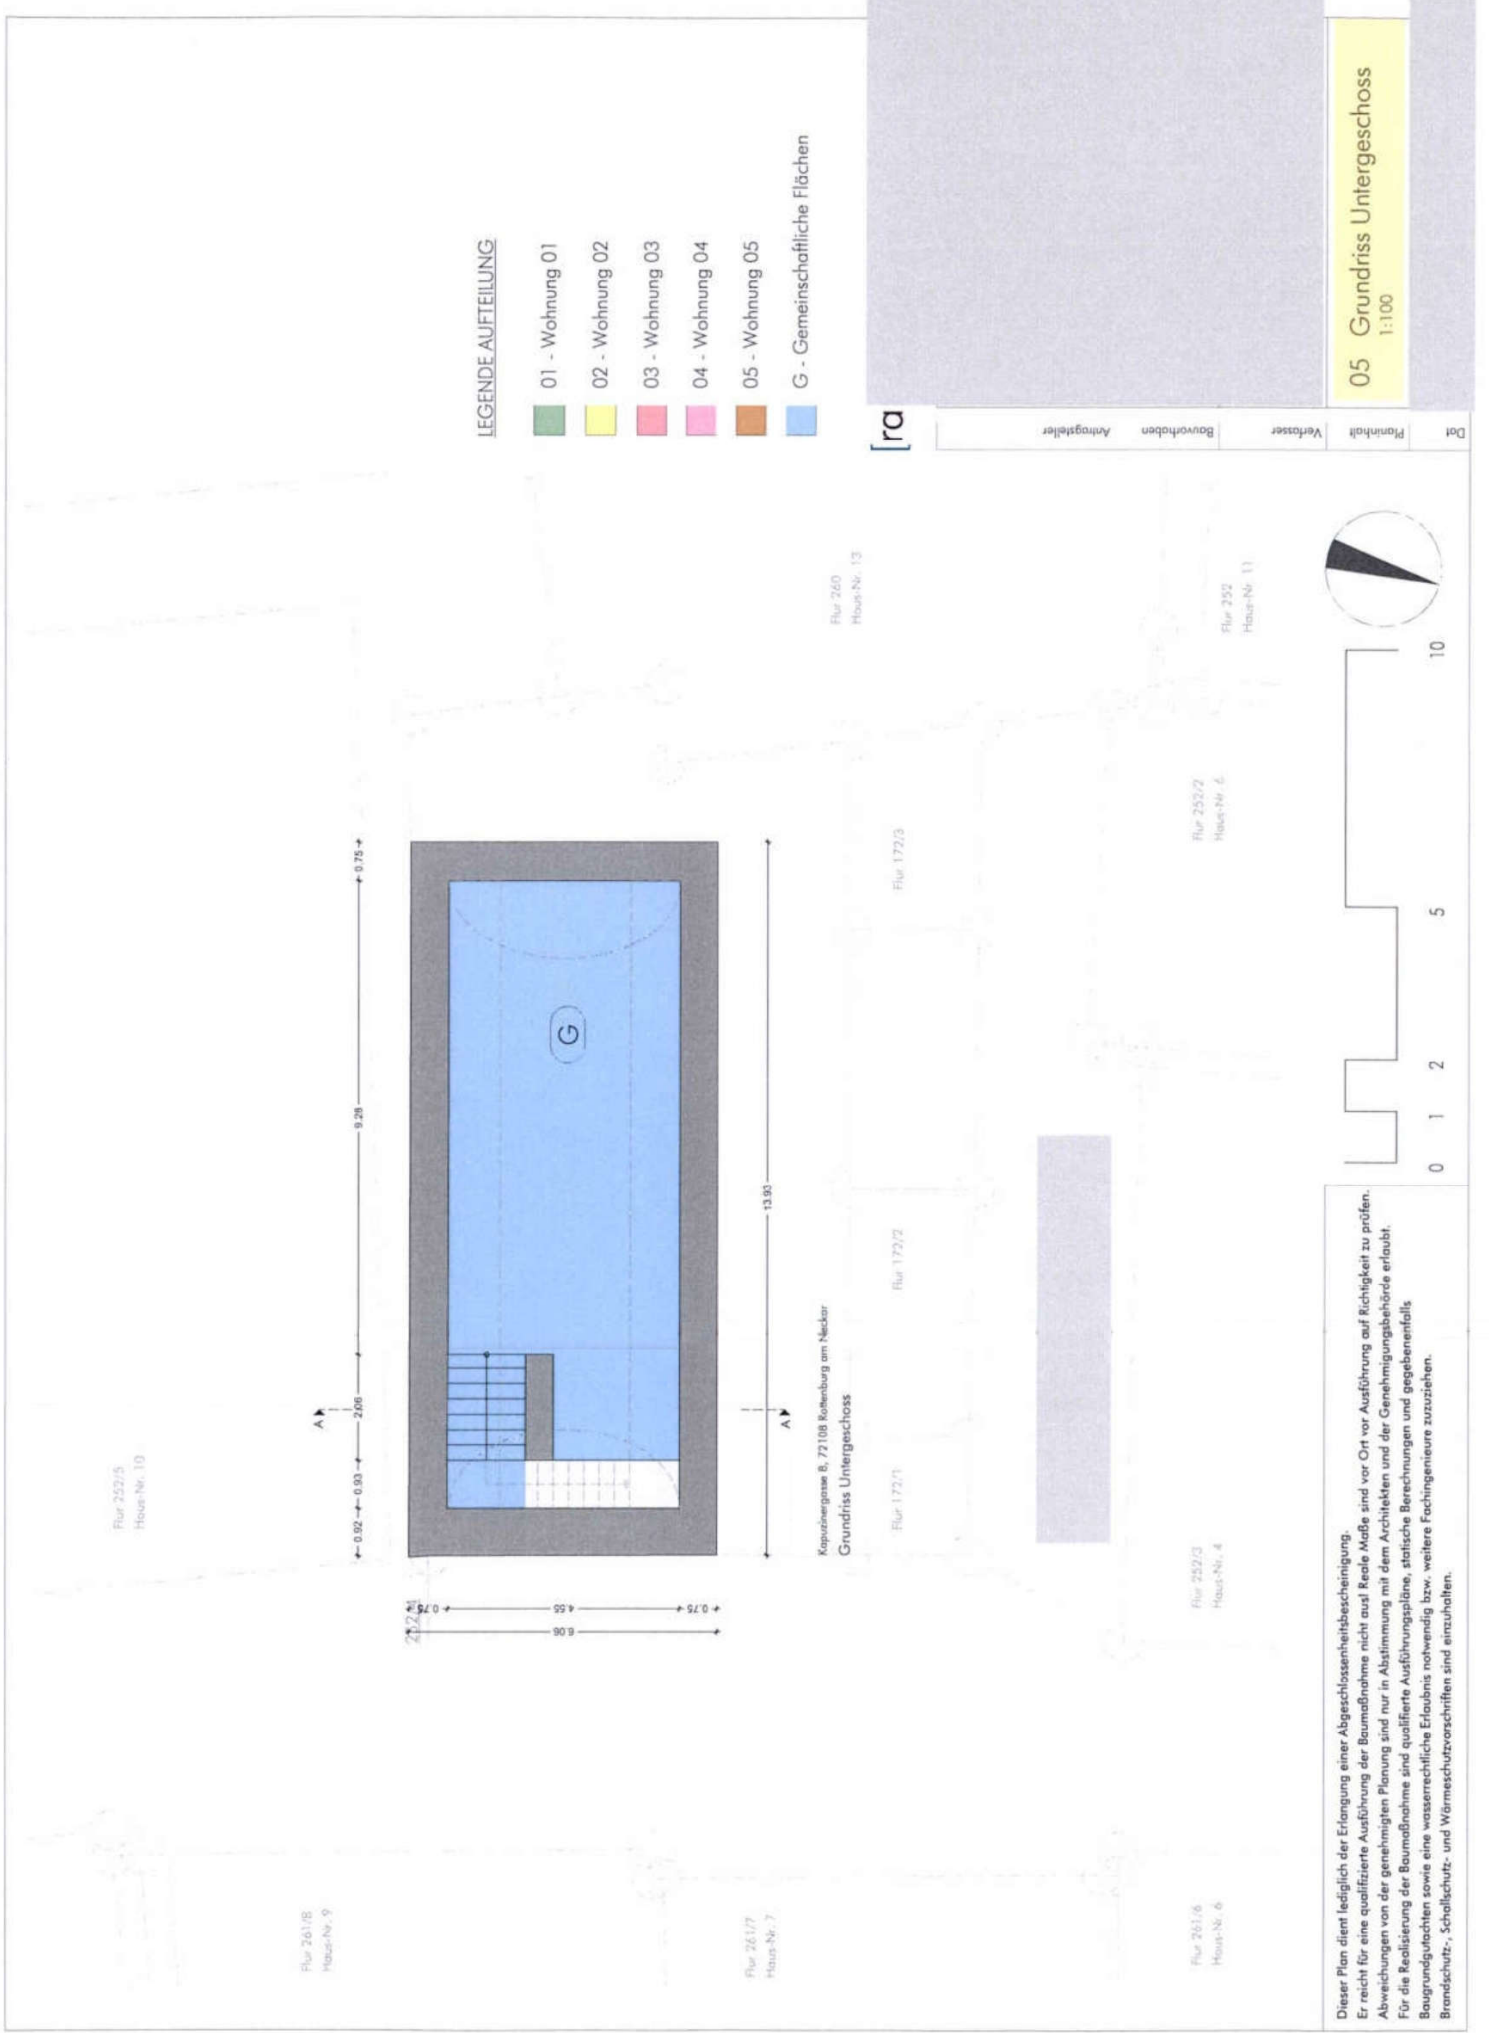 LEGENDE AUFTEILUNG
01 - Wohnung 01
02 - Wohnung 02
03 - Wohnung 03
04 - Wohnung 04
05 - Wohnung 05
G - Gemeinschaftliche Flächen
[ra
Antragsteller
Bauvorhaben
Verfasser
Planinhalt
05 Grundriss Untergeschoss
1:100
Dat
Flur 252/5
Haus-Nr. 10
Flur 261/8
Haus-Nr. 9
Flur 261/7
Haus-Nr. 7
Flur 261/6
Haus-Nr. 6
252/4
A
0.92
0.93
2.06
9.28
0.75
0.75
4.55
0.75
6.06
G
13.93
A
Kapuzinergasse 8, 72108 Rottenburg am Neckar
Grundriss Untergeschoss
Flur 172/1
Flur 172/2
Flur 172/3
Flur 260
Haus-Nr. 13
Flur 252/3
Haus-Nr. 4
Flur 252/2
Haus-Nr. 6
Flur 252
Haus-Nr. 11
0 1 2 5 10
Dieser Plan dient lediglich der Erlangung einer Abgeschlossenheitsbescheinigung.
Er reicht für eine qualifizierte Ausführung der Baumaßnahme nicht aus! Reale Maße sind vor Ort vor Ausführung auf Richtigkeit zu prüfen.
Abweichungen von der genehmigten Planung sind nur in Abstimmung mit dem Architekten und der Genehmigungsbehörde erlaubt.
Für die Realisierung der Baumaßnahme sind qualifierte Ausführungspläne, statische Berechnungen und gegebenenfalls
Baugrundgutachten sowie eine wasserrechtliche Erlaubnis notwendig bzw. weitere Fachingenieure zuzuziehen.
Brandschutz-, Schallschutz- und Wärmeschutzvorschriften sind einzuhalten.